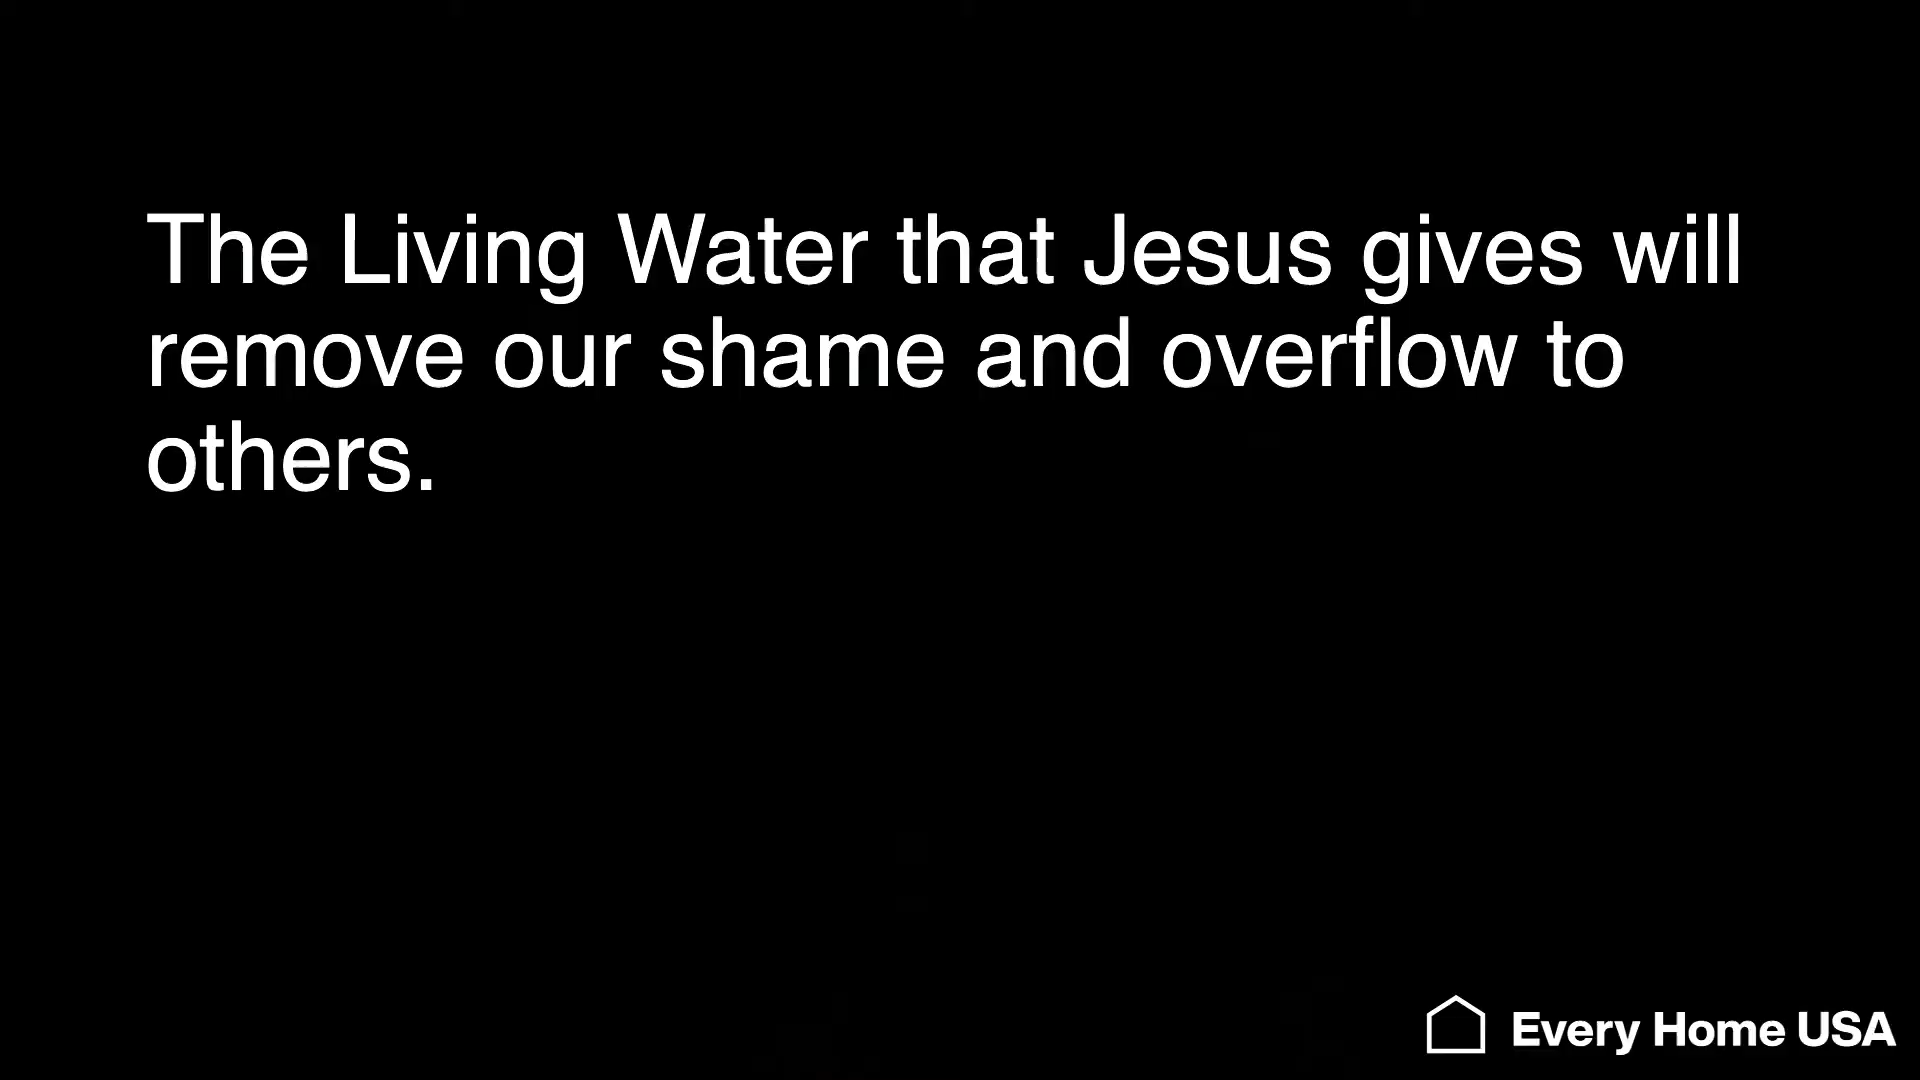 The Living Water that Jesus gives will
remove our shame and overflow to
others.
Every Home USA